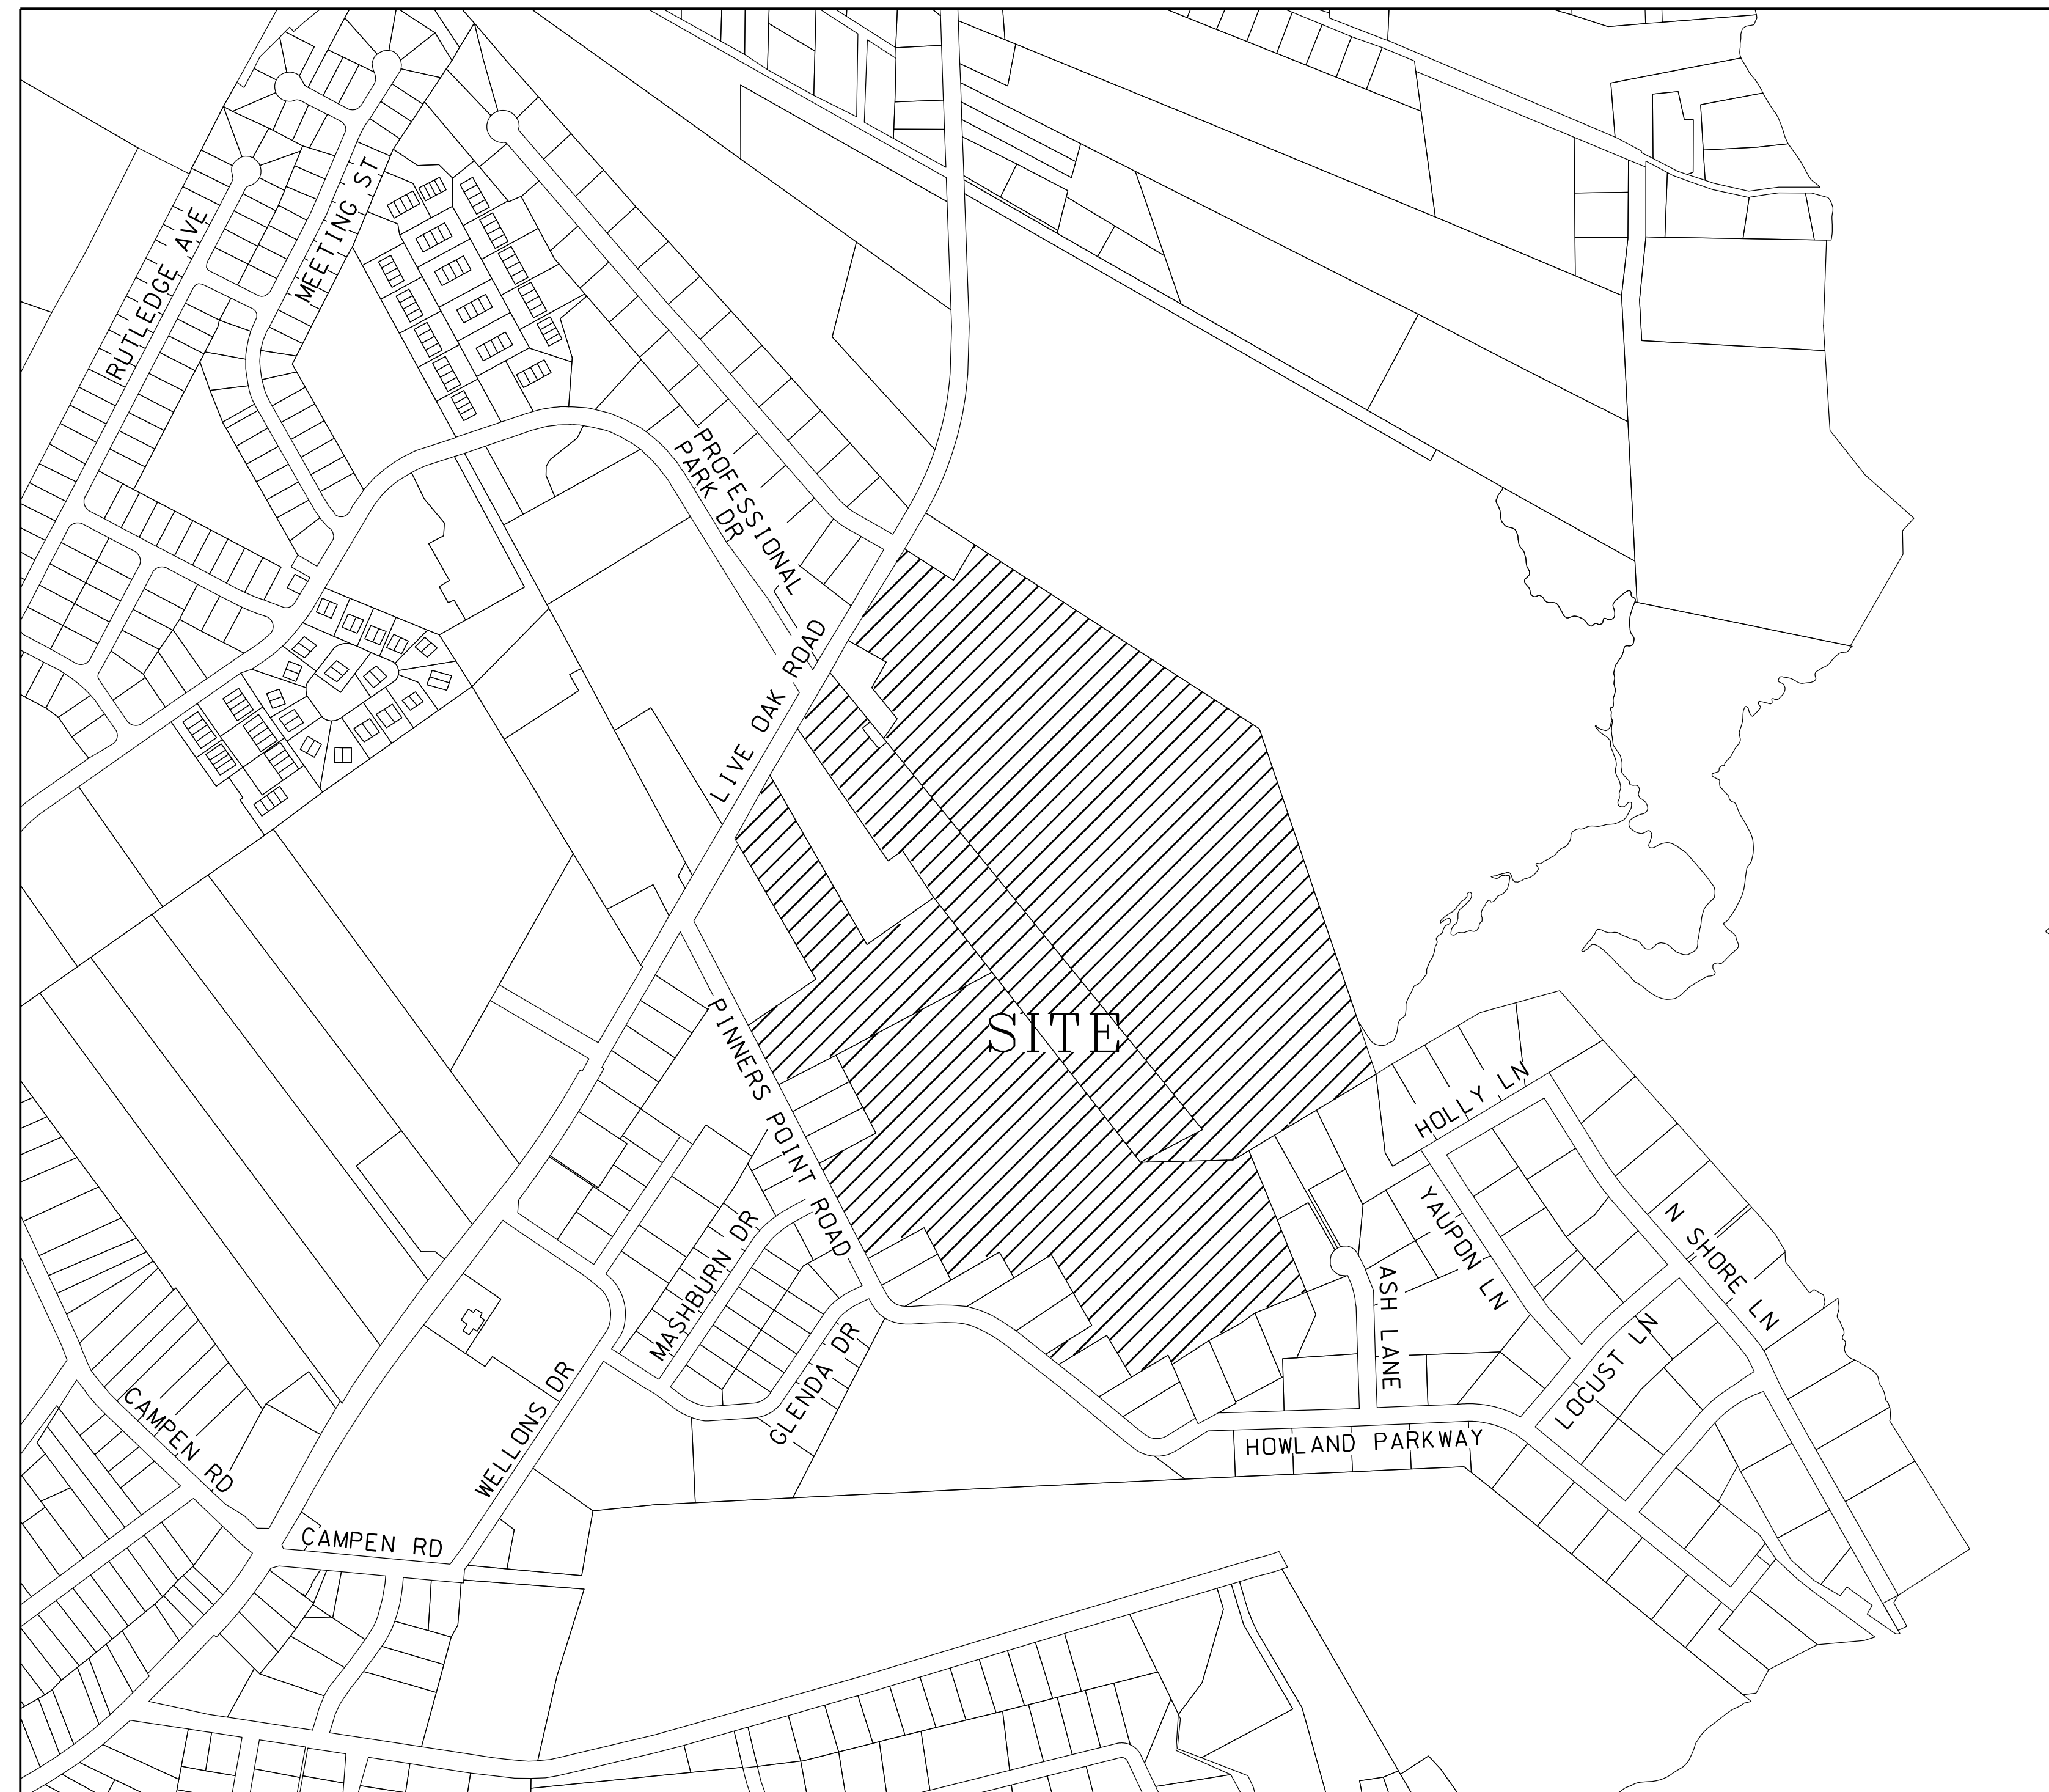 RUTLEDGE AVE
MEETING ST
PROFESSIONAL
PARK DR
LIVE OAK ROAD
SITE
PINNERS POINT ROAD
HOLLY LN
YAUPON LN
N SHORE LN
MASHBURN DR
ASH LANE
LOCUST LN
GLENDA DR
WELLONS DR
CAMPEN RD
HOWLAND PARKWAY
CAMPEN RD